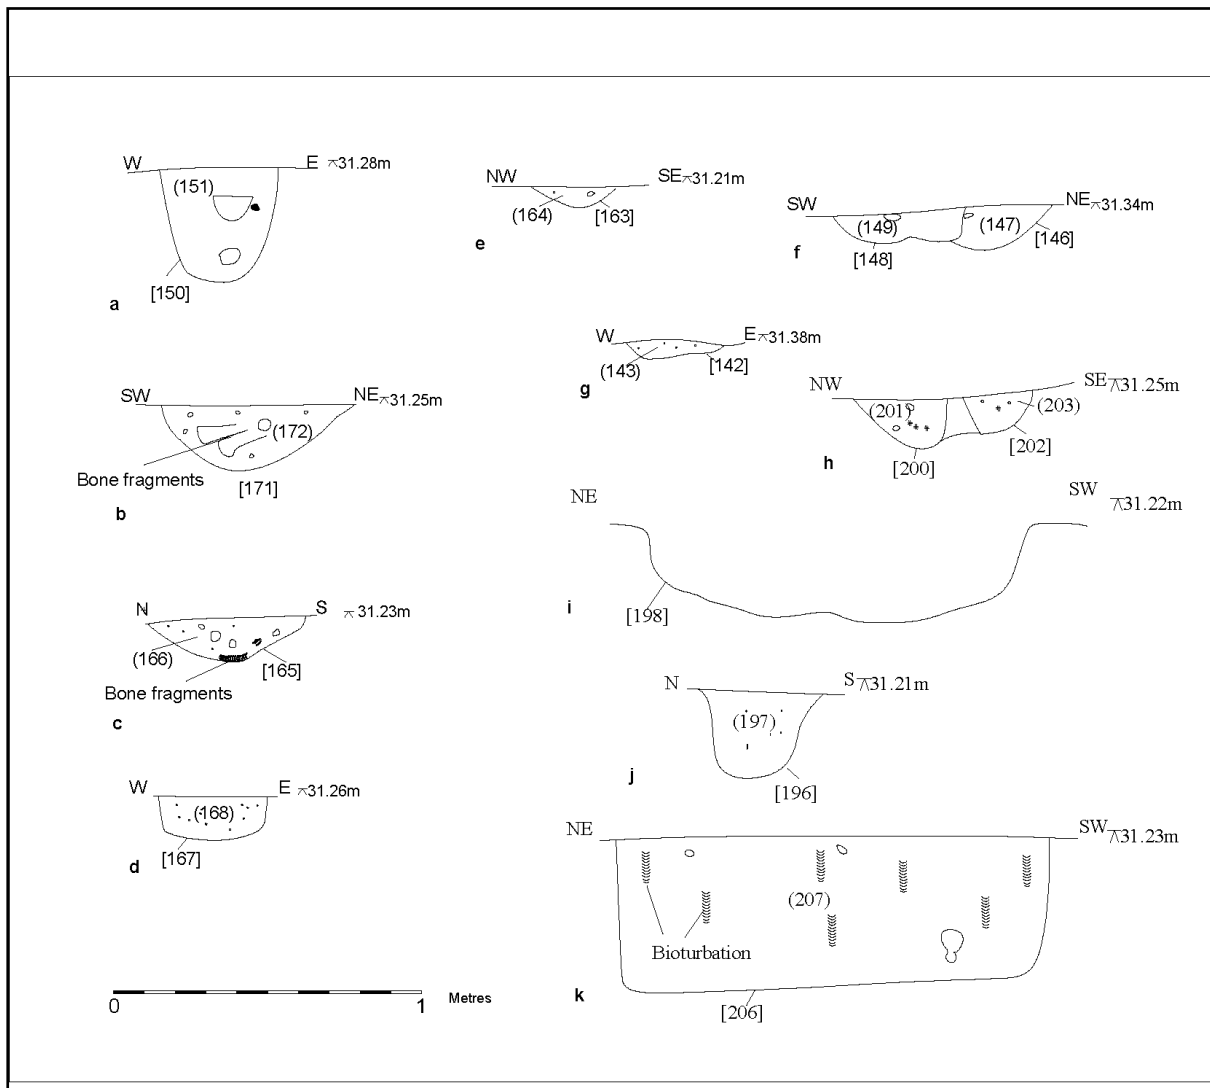 W E 31.28m
(151)
[150]
a
SW NE 31.25m
(172)
Bone fragments
[171]
b
N S 31.23m
(166)
[165]
Bone fragments
c
W E 31.26m
(168)
[167]
d
0 1 Metres
NW SE 31.21m
(164) [163]
e
SW NE 31.34m
(149) (147)
[148] [146]
f
W E 31.38m
(143) [142]
g
NW SE 31.25m
(201) (203)
[200] [202]
h
NE SW 31.22m
[198]
i
N S 31.21m
(197)
[196]
j
NE SW 31.23m
(207)
Bioturbation
[206]
k